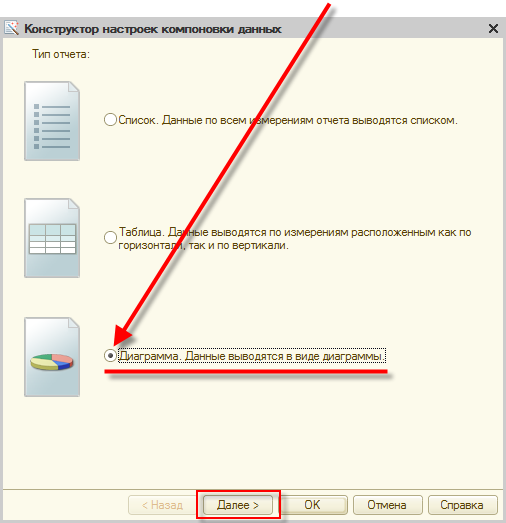 Конструктор настроек компоновки данных
Тип отчета:
Список. Данные по всем измерениям отчета выводятся списком.
Таблица. Данные выводятся по измерениям расположенным как по
горизонтали, так и по вертикали.
Диаграмма. Данные выводятся в виде диаграммы.
< Назад
Далее >
OK
Отмена
Справка